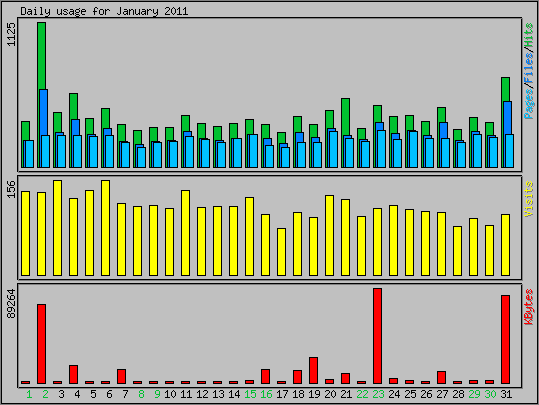 Daily usage for January 2011
1125
Pages/Files/Hits
156
Visits
89264
KBytes
1 2 3 4 5 6 7 8 9 10 11 12 13 14 15 16 17 18 19 20 21 22 23 24 25 26 27 28 29 30 31